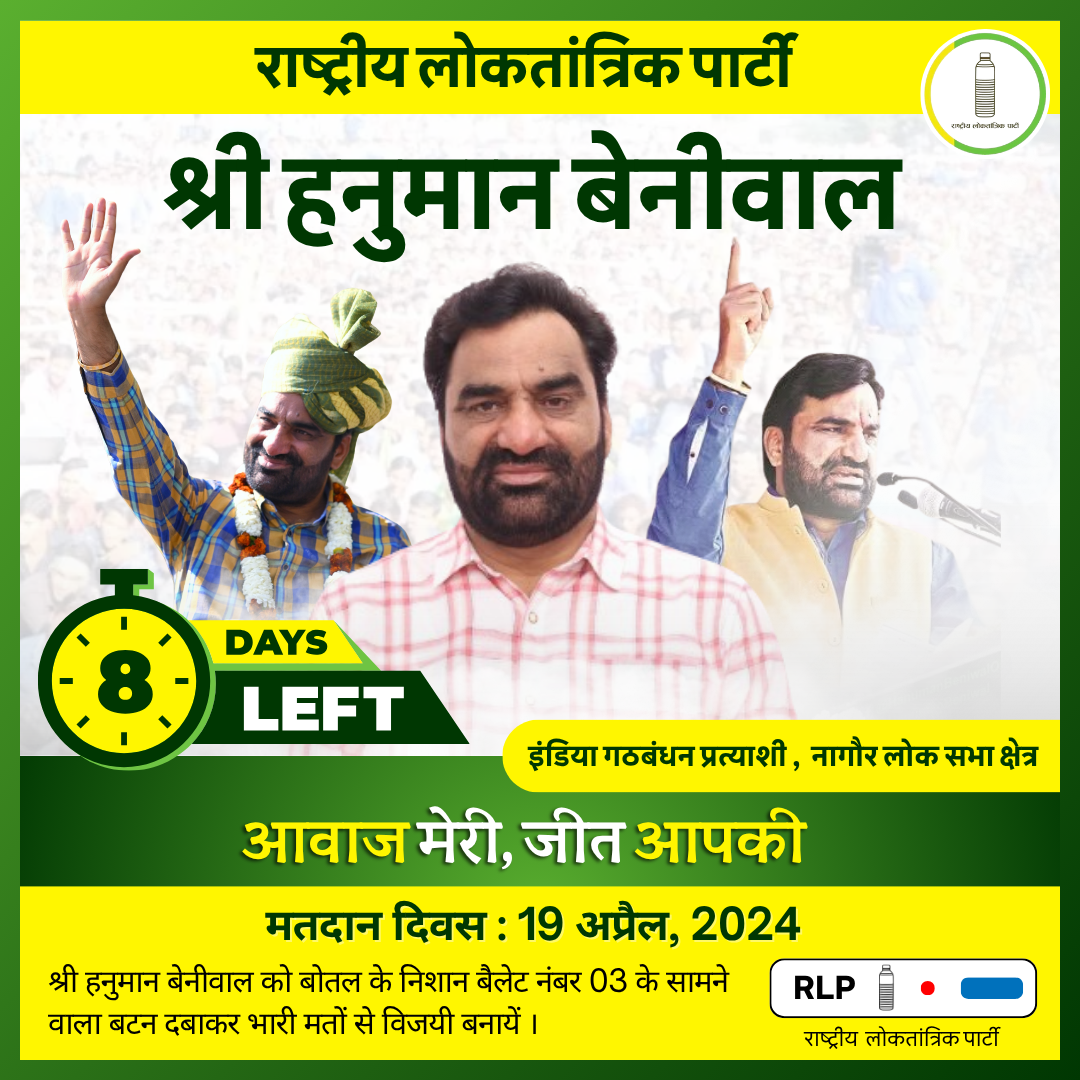 राष्ट्रीय लोकतांत्रिक पार्टी
राष्ट्रीय लोकतांत्रिक पार्टी
श्री हनुमान बेनीवाल
8
DAYS
LEFT
इंडिया गठबंधन प्रत्याशी , नागौर लोक सभा क्षेत्र
आवाज मेरी, जीत आपकी
मतदान दिवस : 19 अप्रैल, 2024
श्री हनुमान बेनीवाल को बोतल के निशान बैलेट नंबर 03 के सामने
वाला बटन दबाकर भारी मतों से विजयी बनायें ।
RLP
राष्ट्रीय लोकतांत्रिक पार्टी